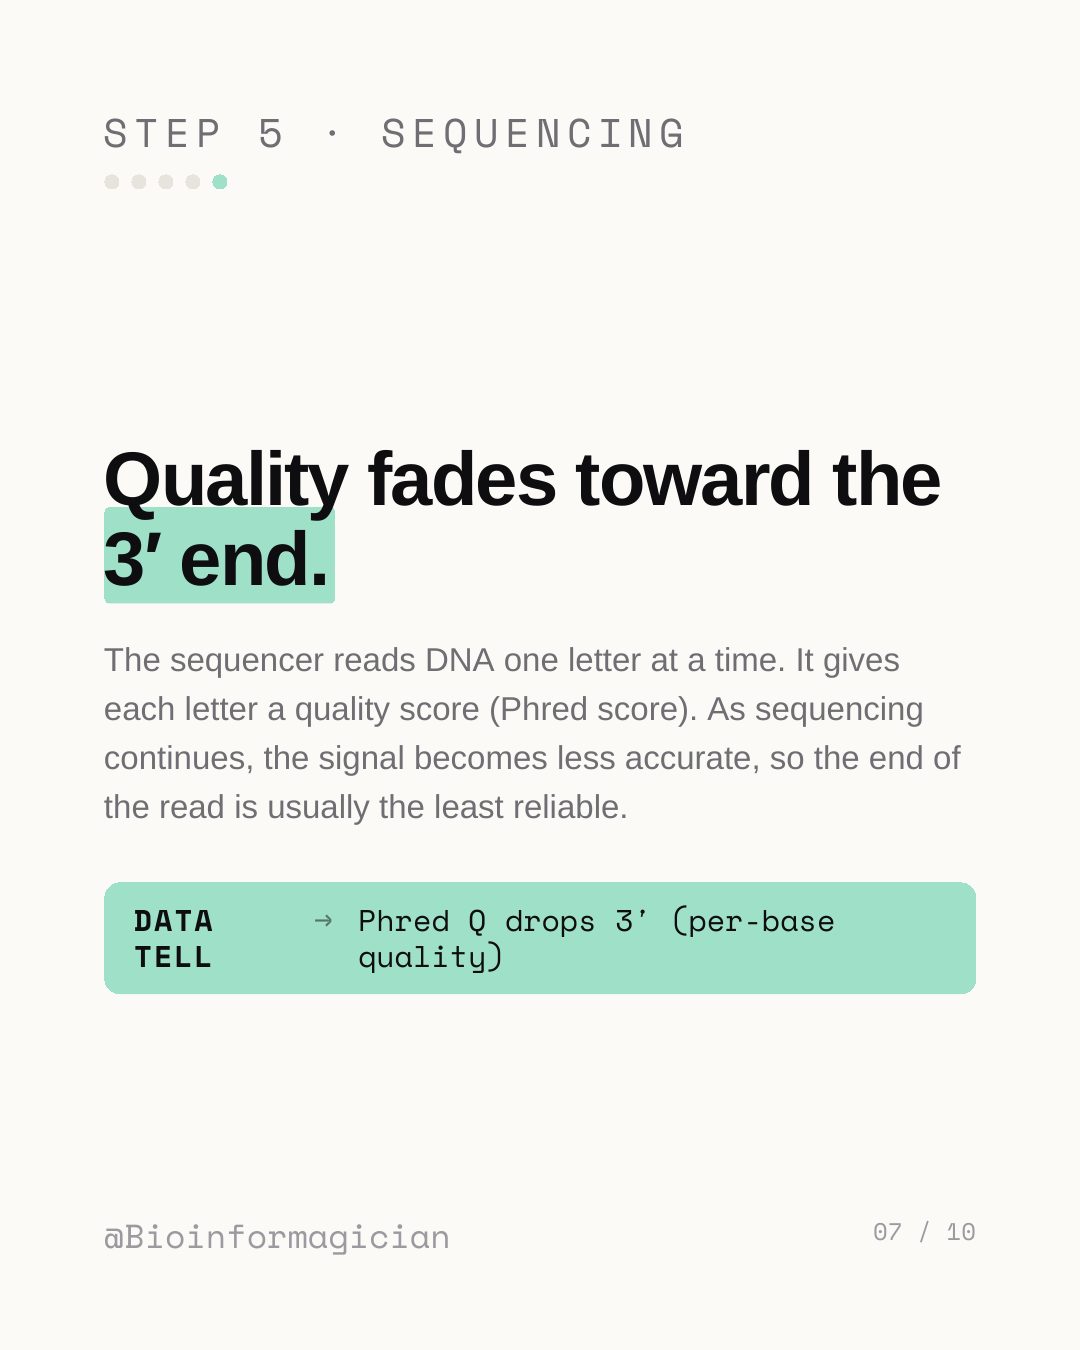 STEP 5 · SEQUENCING
Quality fades toward the
3′ end.
The sequencer reads DNA one letter at a time. It gives
each letter a quality score (Phred score). As sequencing
continues, the signal becomes less accurate, so the end of
the read is usually the least reliable.
DATA → Phred Q drops 3′ (per-base
TELL quality)
@Bioinformagician
07 / 10